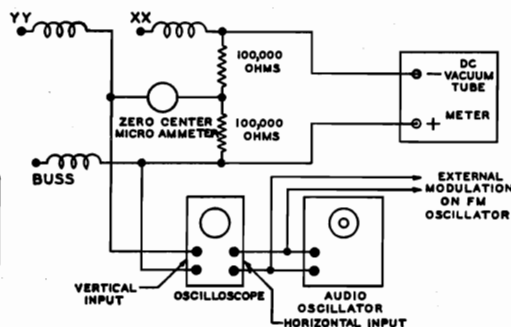 YY
XX
100,000
OHMS
DC
VACUUM
TUBE
−
METER
+
ZERO CENTER
MICRO AMMETER
100,000
OHMS
BUSS
EXTERNAL
MODULATION
ON FM
OSCILLATOR
VERTICAL
INPUT
OSCILLOSCOPE
AUDIO
OSCILLATOR
HORIZONTAL INPUT